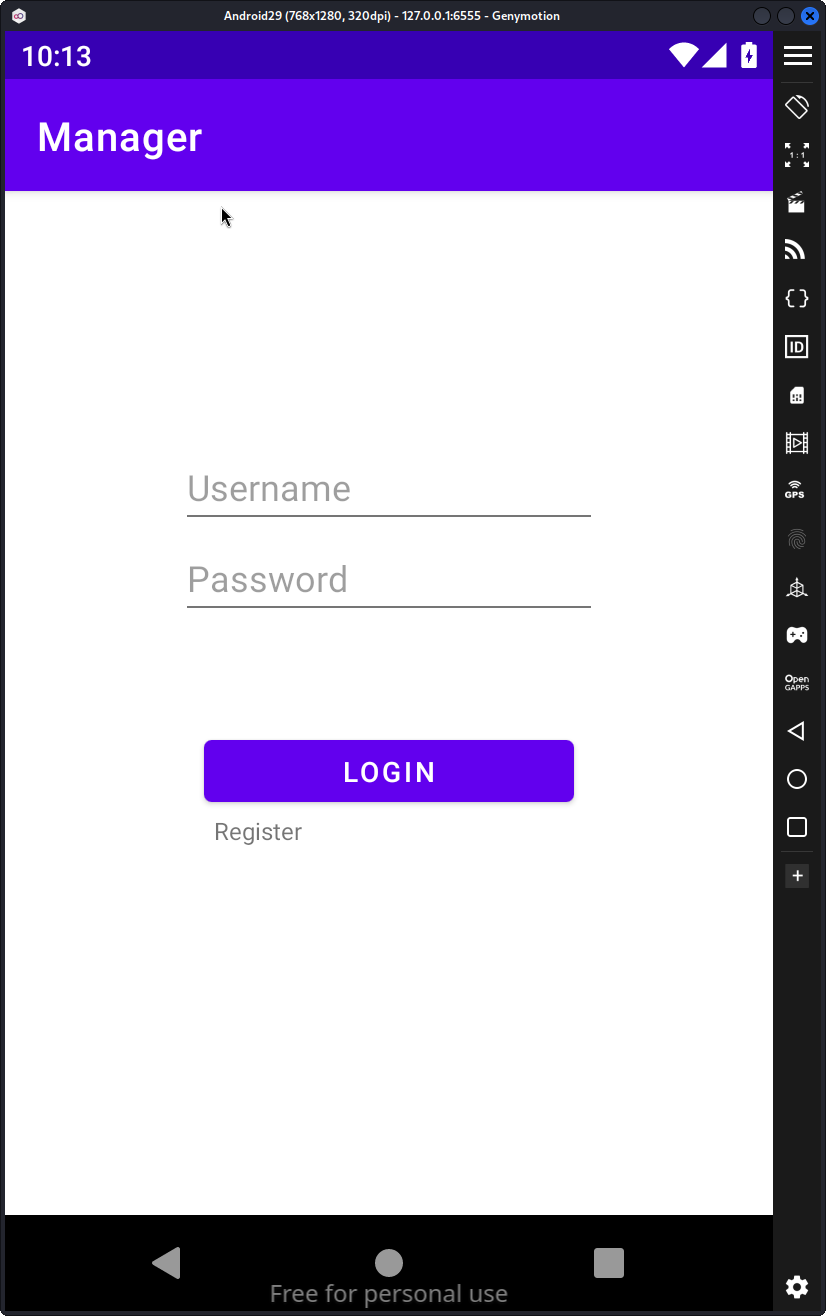 Android29 (768x1280, 320dpi) - 127.0.0.1:6555 - Genymotion
10:13
Manager
1:1
ID
GPS
Username
Password
Open
GAPPS
LOGIN
Register
Free for personal use